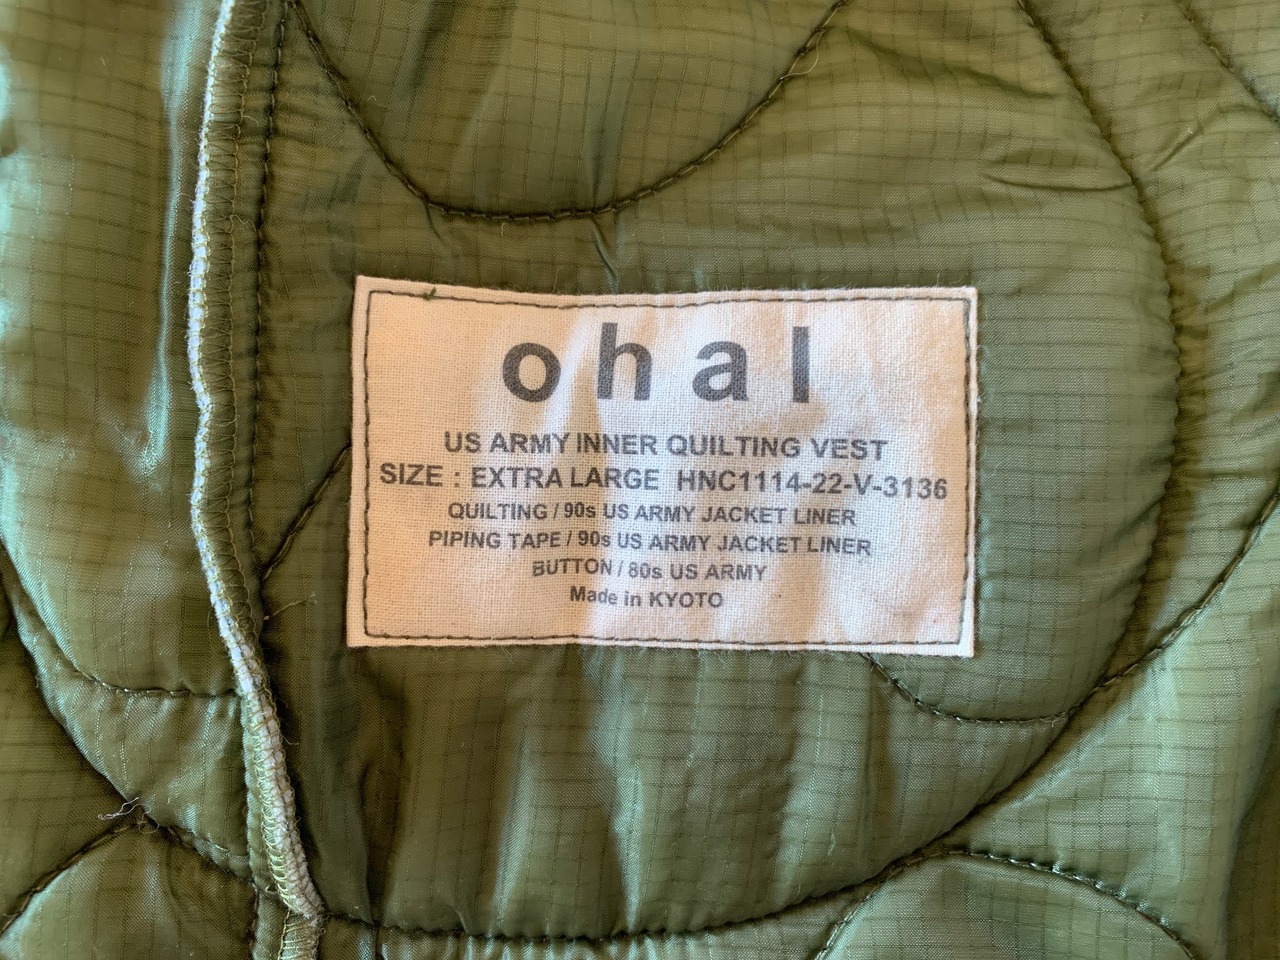 ohal
US ARMY INNER QUILTING VEST
SIZE : EXTRA LARGE HNC1114-22-V-3136
QUILTING / 90s US ARMY JACKET LINER
PIPING TAPE / 90s US ARMY JACKET LINER
BUTTON / 80s US ARMY
Made in KYOTO